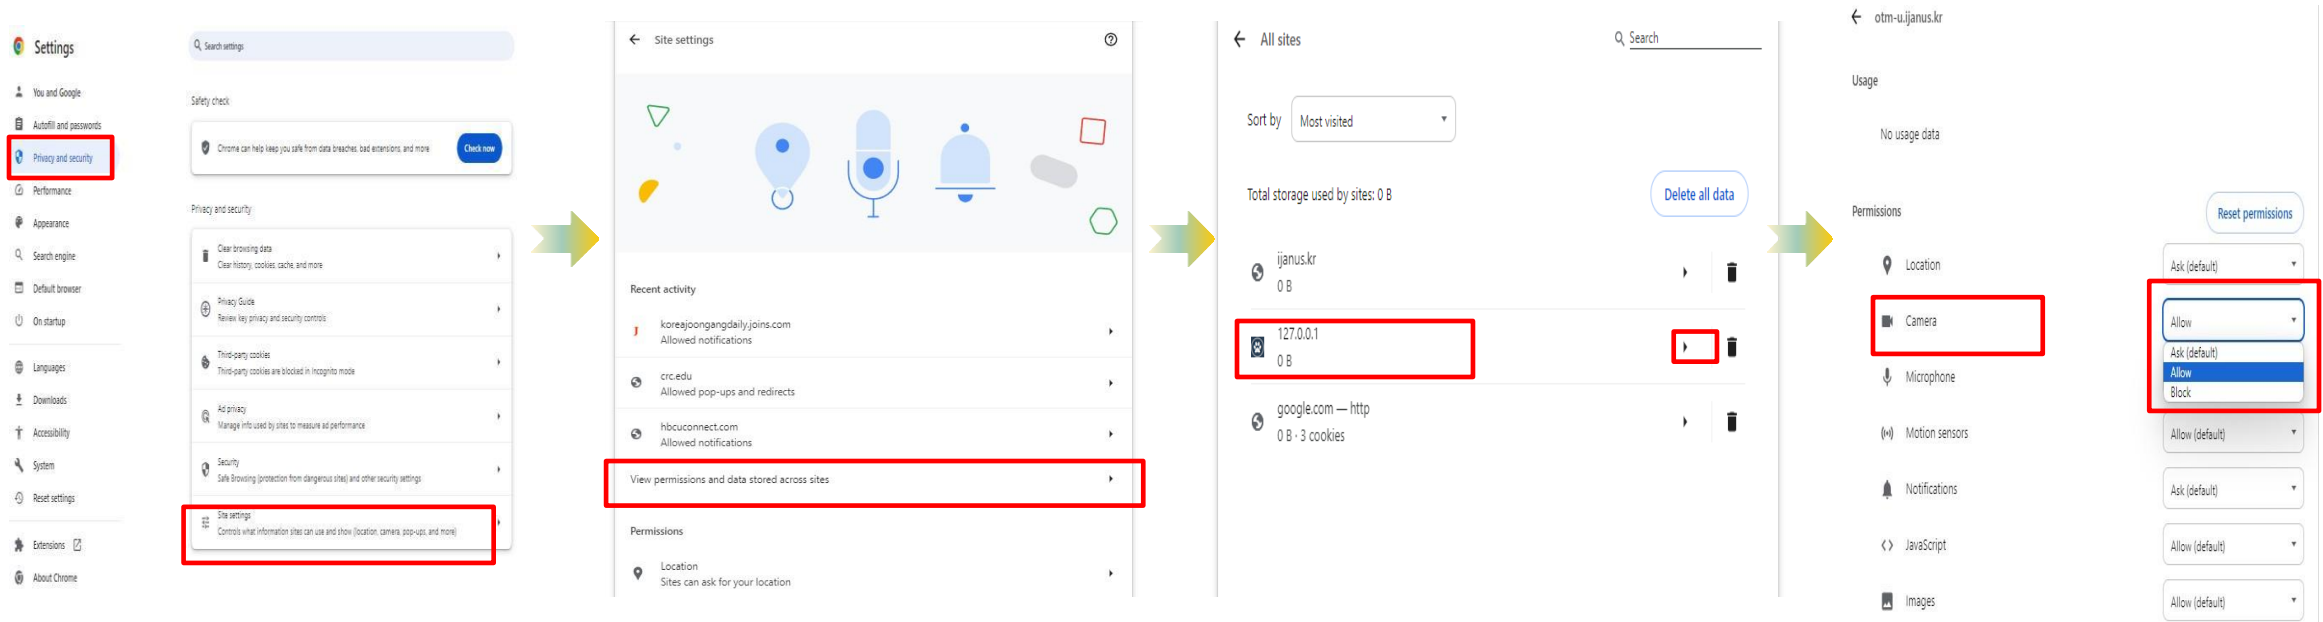 Settings
You and Google
Autofill and passwords
Privacy and security
Performance
Appearance
Search engine
Default browser
On startup
Languages
Downloads
Accessibility
System
Reset settings
Extensions
About Chrome
Search settings
Safety check
Chrome can help keep you safe from data breaches, bad extensions, and more
Check now
Privacy and security
Clear browsing data
Clear history, cookies, cache, and more
Privacy Guide
Review key privacy and security controls
Third-party cookies
Third-party cookies are blocked in Incognito mode
Ad privacy
Manage info used by sites to measure ad performance
Security
Safe Browsing (protection from dangerous sites) and other security settings
Site settings
Controls what information sites can use and show (location, camera, pop-ups, and more)
Site settings
Recent activity
koreajoongangdaily.joins.com
Allowed notifications
crc.edu
Allowed pop-ups and redirects
hbcuconnect.com
Allowed notifications
View permissions and data stored across sites
Permissions
Location
Sites can ask for your location
All sites
Search
Sort by
Most visited
Total storage used by sites: 0 B
Delete all data
ijanus.kr
0 B
127.0.0.1
0 B
google.com — http
0 B · 3 cookies
otm-u.ijanus.kr
Usage
No usage data
Permissions
Reset permissions
Location
Ask (default)
Camera
Allow
Ask (default)
Allow
Block
Microphone
Motion sensors
Allow (default)
Notifications
Ask (default)
JavaScript
Allow (default)
Images
Allow (default)